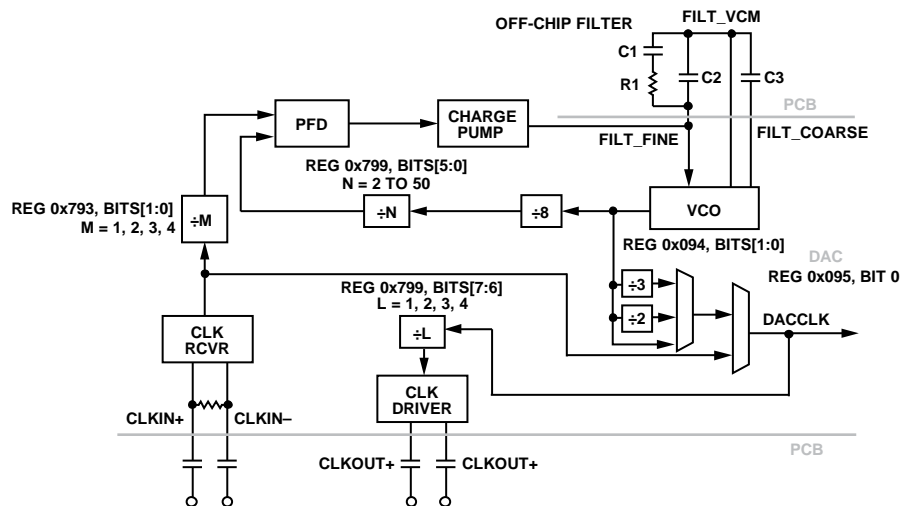 OFF-CHIP FILTER
FILT_VCM
C1
R1
C2
C3
PCB
PFD
CHARGE
PUMP
FILT_FINE
FILT_COARSE
REG 0x799, BITS[5:0]
N = 2 TO 50
REG 0x793, BITS[1:0]
M = 1, 2, 3, 4
÷M
÷N
÷8
VCO
REG 0x094, BITS[1:0]
DAC
REG 0x095, BIT 0
REG 0x799, BITS[7:6]
L = 1, 2, 3, 4
÷3
÷2
DACCLK
CLK
RCVR
÷L
CLK
DRIVER
CLKIN+
CLKIN–
PCB
CLKOUT+
CLKOUT+